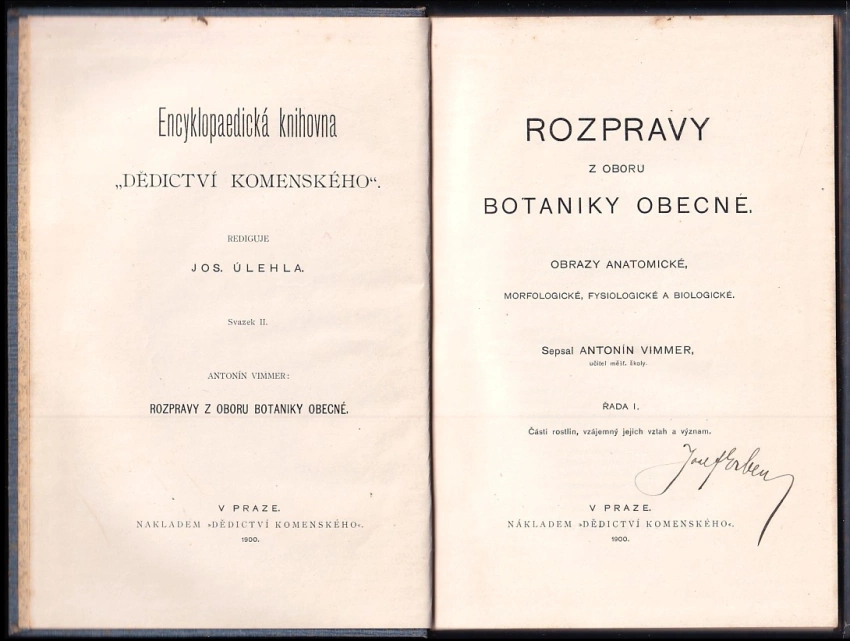 Encyklopaedická knihovna
„DĚDICTVÍ KOMENSKÉHO“.
REDIGUJE
JOS. ÚLEHLA.
Svazek II.
ANTONÍN VIMMER:
ROZPRAVY Z OBORU BOTANIKY OBECNÉ.
V PRAZE.
NAKLADEM »DĚDICTVÍ KOMENSKÉHO«.
1900.
ROZPRAVY
Z OBORU
BOTANIKY OBECNÉ.
OBRAZY ANATOMICKÉ,
MORFOLOGICKÉ, FYSIOLOGICKÉ A BIOLOGICKÉ.
Sepsal ANTONÍN VIMMER,
učitel měšť. školy.
ŘADA I.
Části rostlin, vzájemný jejich vztah a význam.
Josef Erben
V PRAZE.
NÁKLADEM »DĚDICTVÍ KOMENSKÉHO«.
1900.